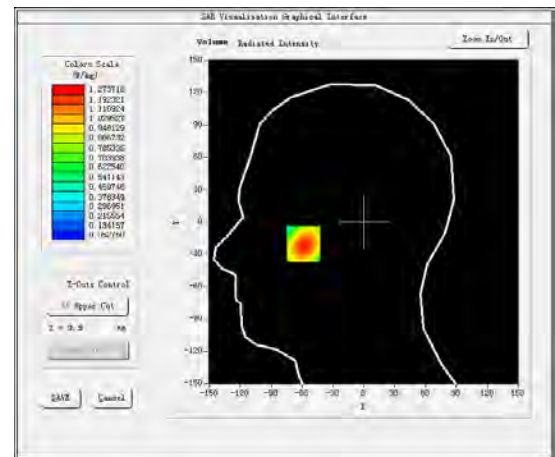 SAR Visualisation Graphical Interface
Volume Radiated Intensity
Zoom In/Out
Colors Scale
(W/kg)
1.273718
1.192321
1.110924
1.029526
0.948129
0.866732
0.785335
0.703938
0.622540
0.541143
0.459746
0.378349
0.296951
0.215554
0.134157
150
120
90
60
30
0
-30
-60
-90
-120
-150
Y
-150 -120 -90 -60 -30 0 30 60 90 120 150
X
Z-Cuts Control
Upper Cut
mm
SAVE
Cancel